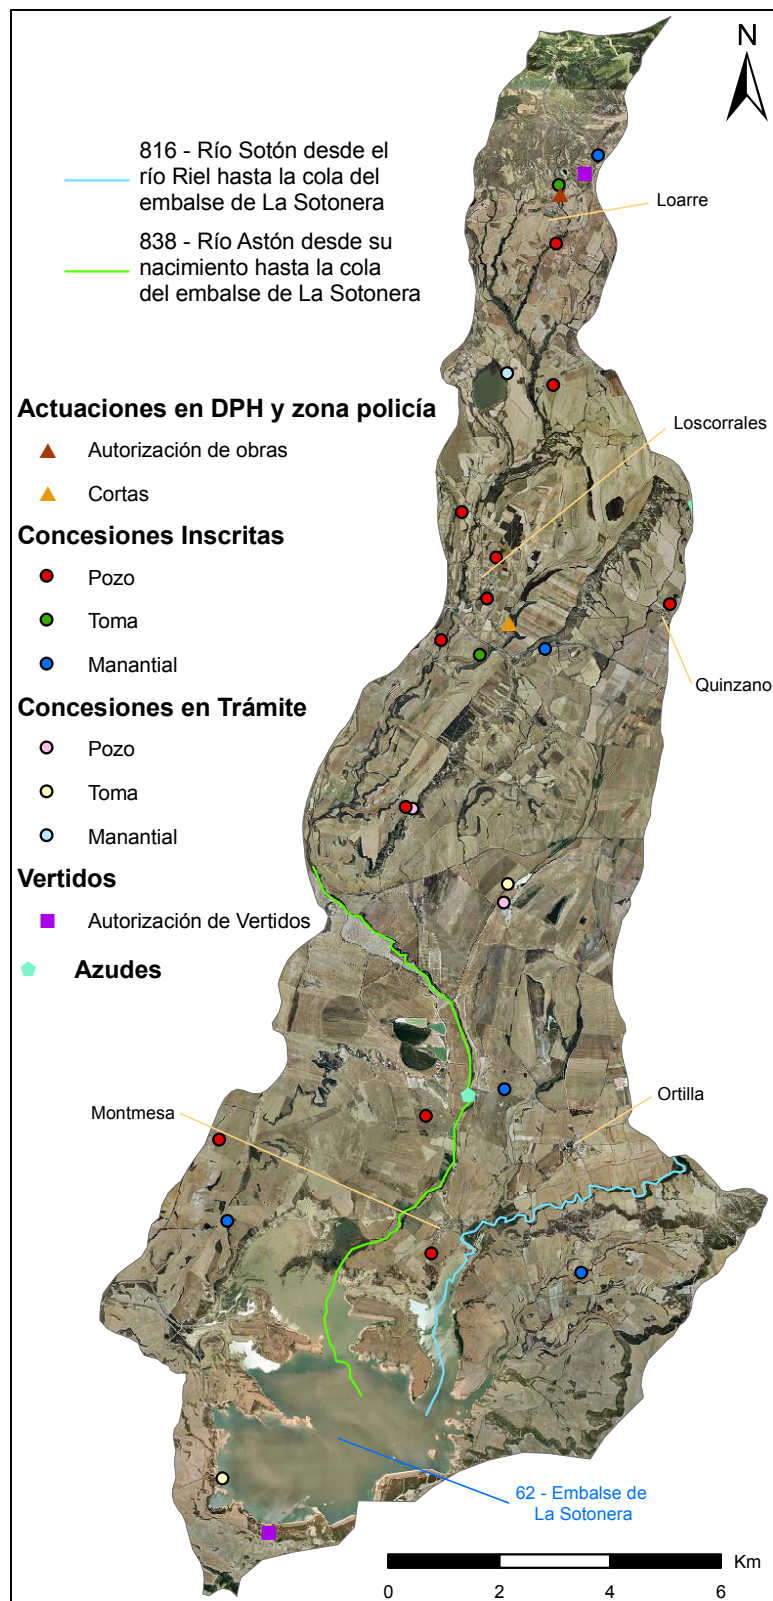 N
816 - Río Sotón desde el
río Riel hasta la cola del
embalse de La Sotonera
838 - Río Astón desde su
nacimiento hasta la cola
del embalse de La Sotonera
Loarre
Actuaciones en DPH y zona policía
Autorización de obras
Cortas
Loscorrales
Concesiones Inscritas
Pozo
Toma
Manantial
Quinzano
Concesiones en Trámite
Pozo
Toma
Manantial
Vertidos
Autorización de Vertidos
Azudes
Montmesa
Ortilla
62 - Embalse de
La Sotonera
Km
0 2 4 6